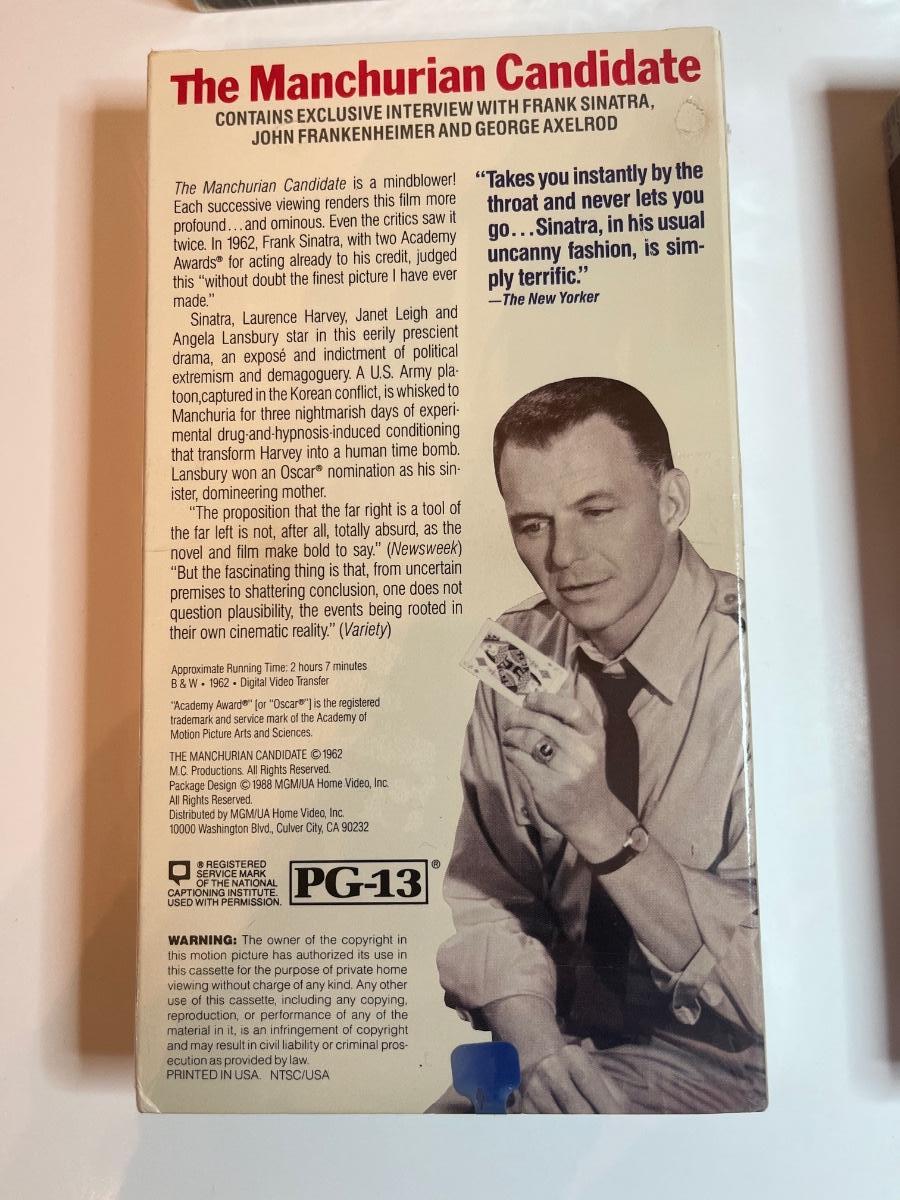 The Manchurian Candidate
CONTAINS EXCLUSIVE INTERVIEW WITH FRANK SINATRA,
JOHN FRANKENHEIMER AND GEORGE AXELROD
The Manchurian Candidate is a mindblower!
Each successive viewing renders this film more
profound...and ominous. Even the critics saw it
twice. In 1962, Frank Sinatra, with two Academy
Awards® for acting already to his credit, judged
this “without doubt the finest picture I have ever
made.”
Sinatra, Laurence Harvey, Janet Leigh and
Angela Lansbury star in this eerily prescient
drama, an exposé and indictment of political
extremism and demagoguery. A U.S. Army pla-
toon,captured in the Korean conflict, is whisked to
Manchuria for three nightmarish days of experi-
mental drug-and-hypnosis-induced conditioning
that transform Harvey into a human time bomb.
Lansbury won an Oscar® nomination as his sin-
ister, domineering mother.
“The proposition that the far right is a tool of
the far left is not, after all, totally absurd, as the
novel and film make bold to say.” (Newsweek)
“But the fascinating thing is that, from uncertain
premises to shattering conclusion, one does not
question plausibility, the events being rooted in
their own cinematic reality.” (Variety)
“Takes you instantly by the
throat and never lets you
go...Sinatra, in his usual
uncanny fashion, is sim-
ply terrific.”
—The New Yorker
Approximate Running Time: 2 hours 7 minutes
B & W • 1962 • Digital Video Transfer
“Academy Award®” [or “Oscar®”] is the registered
trademark and service mark of the Academy of
Motion Picture Arts and Sciences.
THE MANCHURIAN CANDIDATE ©1962
M.C. Productions. All Rights Reserved.
Package Design ©1988 MGM/UA Home Video, Inc.
All Rights Reserved.
Distributed by MGM/UA Home Video, Inc.
10000 Washington Blvd., Culver City, CA 90232
® REGISTERED
SERVICE MARK
OF THE NATIONAL
CAPTIONING INSTITUTE.
USED WITH PERMISSION.
PG-13®
WARNING: The owner of the copyright in
this motion picture has authorized its use in
this cassette for the purpose of private home
viewing without charge of any kind. Any other
use of this cassette, including any copying,
reproduction, or performance of any of the
material in it, is an infringement of copyright
and may result in civil liability or criminal pros-
ecution as provided by law.
PRINTED IN USA. NTSC/USA